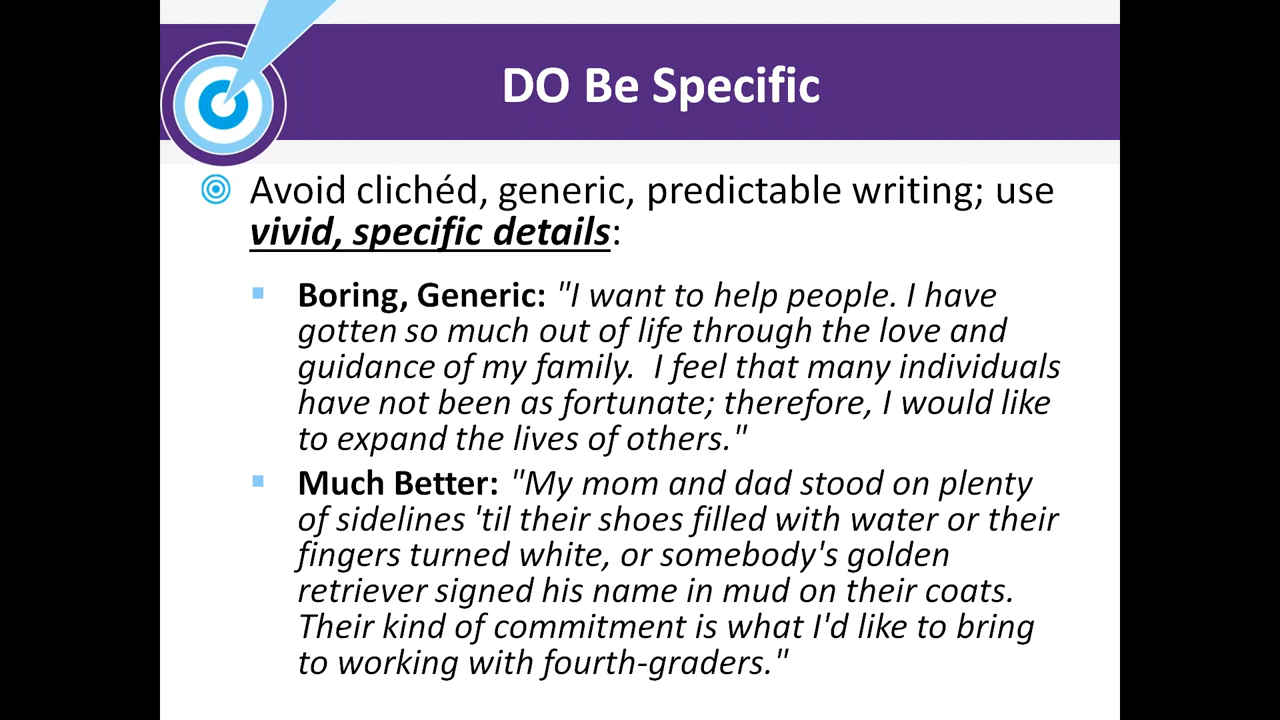 DO Be Specific
Avoid clichéd, generic, predictable writing; use
vivid, specific details:
Boring, Generic: "I want to help people. I have
gotten so much out of life through the love and
guidance of my family.  I feel that many individuals
have not been as fortunate; therefore, I would like
to expand the lives of others."
Much Better: "My mom and dad stood on plenty
of sidelines 'til their shoes filled with water or their
fingers turned white, or somebody's golden
retriever signed his name in mud on their coats.
Their kind of commitment is what I'd like to bring
to working with fourth-graders."